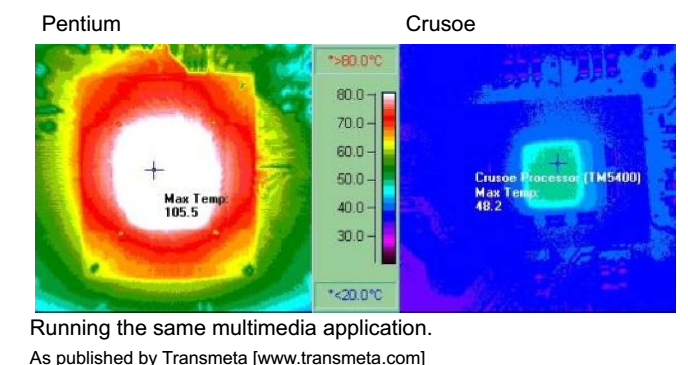 Pentium
Crusoe
*>80.0°C
80.0
70.0
60.0
50.0
40.0
30.0
*<20.0°C
Max Temp:
105.5
Crusoe Processor (TM5400)
Max Temp:
48.2
Running the same multimedia application.
As published by Transmeta [www.transmeta.com]